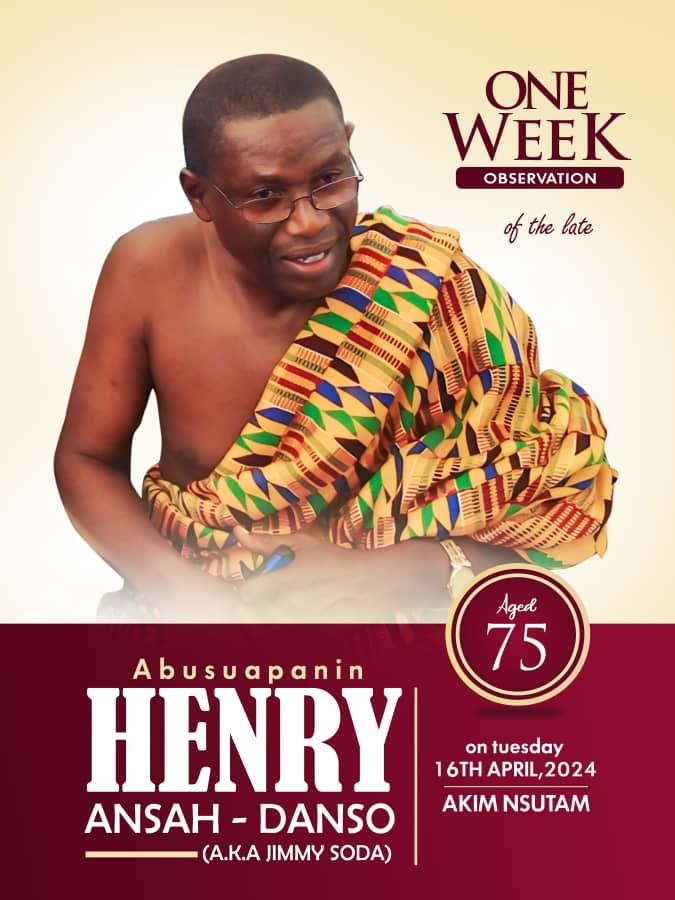 ONE
WEEK
OBSERVATION
of the late
Aged
75
Abusuapanin
HENRY
ANSAH - DANSO
(A.K.A JIMMY SODA)
on tuesday
16TH APRIL,2024
AKIM NSUTAM